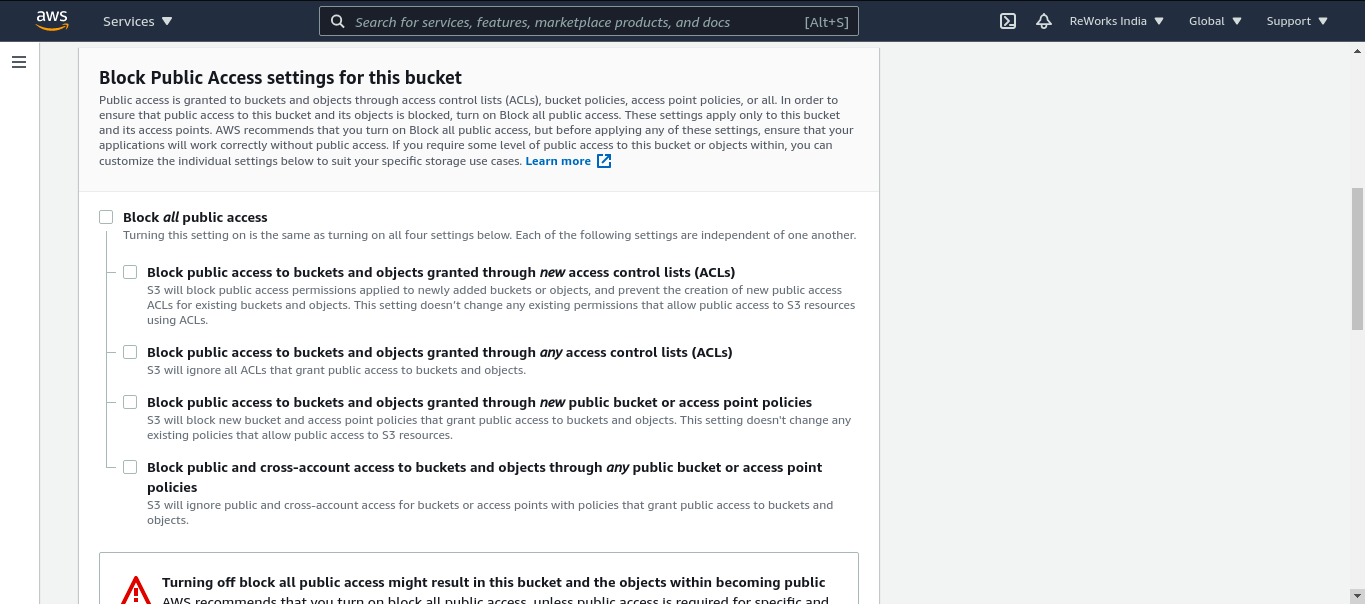 aws Services Search for services, features, marketplace products, and docs [Alt+S] ReWorks India Global Support
Block Public Access settings for this bucket
Public access is granted to buckets and objects through access control lists (ACLs), bucket policies, access point policies, or all. In order to
ensure that public access to this bucket and its objects is blocked, turn on Block all public access. These settings apply only to this bucket
and its access points. AWS recommends that you turn on Block all public access, but before applying any of these settings, ensure that your
applications will work correctly without public access. If you require some level of public access to this bucket or objects within, you can
customize the individual settings below to suit your specific storage use cases. Learn more
Block all public access
Turning this setting on is the same as turning on all four settings below. Each of the following settings are independent of one another.
Block public access to buckets and objects granted through new access control lists (ACLs)
S3 will block public access permissions applied to newly added buckets or objects, and prevent the creation of new public access
ACLs for existing buckets and objects. This setting doesn't change any existing permissions that allow public access to S3 resources
using ACLs.
Block public access to buckets and objects granted through any access control lists (ACLs)
S3 will ignore all ACLs that grant public access to buckets and objects.
Block public access to buckets and objects granted through new public bucket or access point policies
S3 will block new bucket and access point policies that grant public access to buckets and objects. This setting doesn't change any
existing policies that allow public access to S3 resources.
Block public and cross-account access to buckets and objects through any public bucket or access point
policies
S3 will ignore public and cross-account access for buckets or access points with policies that grant public access to buckets and
objects.
Turning off block all public access might result in this bucket and the objects within becoming public
AWS recommends that you turn on block all public access, unless public access is required for specific and